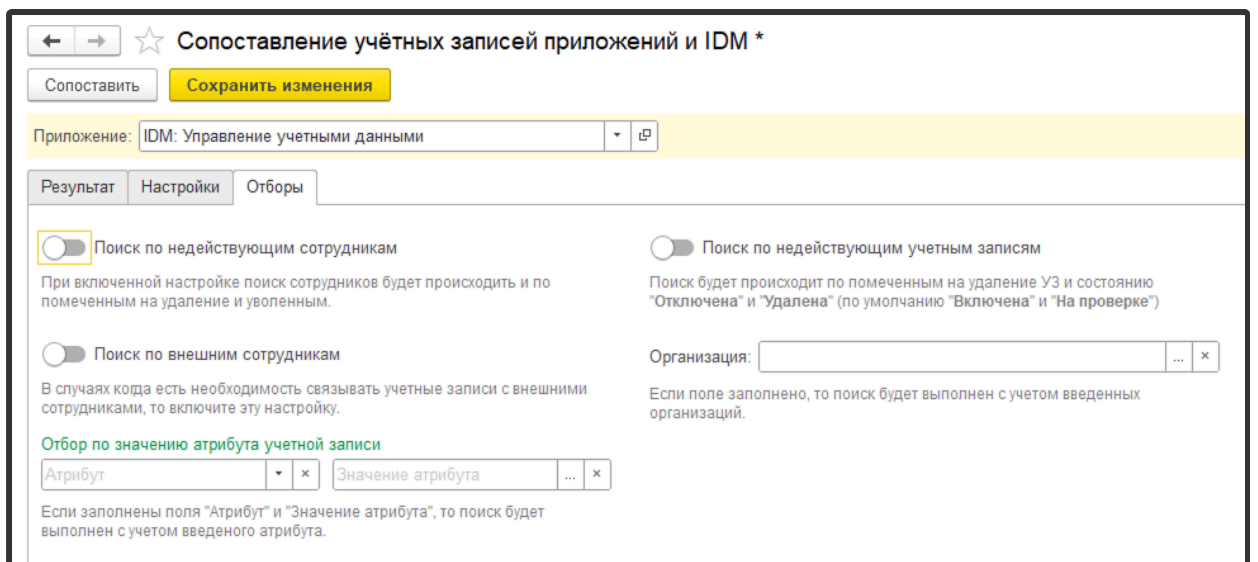 Сопоставление учётных записей приложений и IDM *
Сопоставить
Сохранить изменения
Приложение: IDM: Управление учетными данными
Результат
Настройки
Отборы
Поиск по недействующим сотрудникам
При включенной настройке поиск сотрудников будет происходить и по
помеченным на удаление и уволенным.
Поиск по недействующим учетным записям
Поиск будет происходит по помеченным на удаление УЗ и состоянию
"Отключена" и "Удалена" (по умолчанию "Включена" и "На проверке")
Поиск по внешним сотрудникам
В случаях когда есть необходимость связывать учетные записи с внешними
сотрудниками, то включите эту настройку.
Организация:
Если поле заполнено, то поиск будет выполнен с учетом введенных
организаций.
Отбор по значению атрибута учетной записи
Атрибут
Значение атрибута
Если заполнены поля "Атрибут" и "Значение атрибута", то поиск будет
выполнен с учетом введеного атрибута.